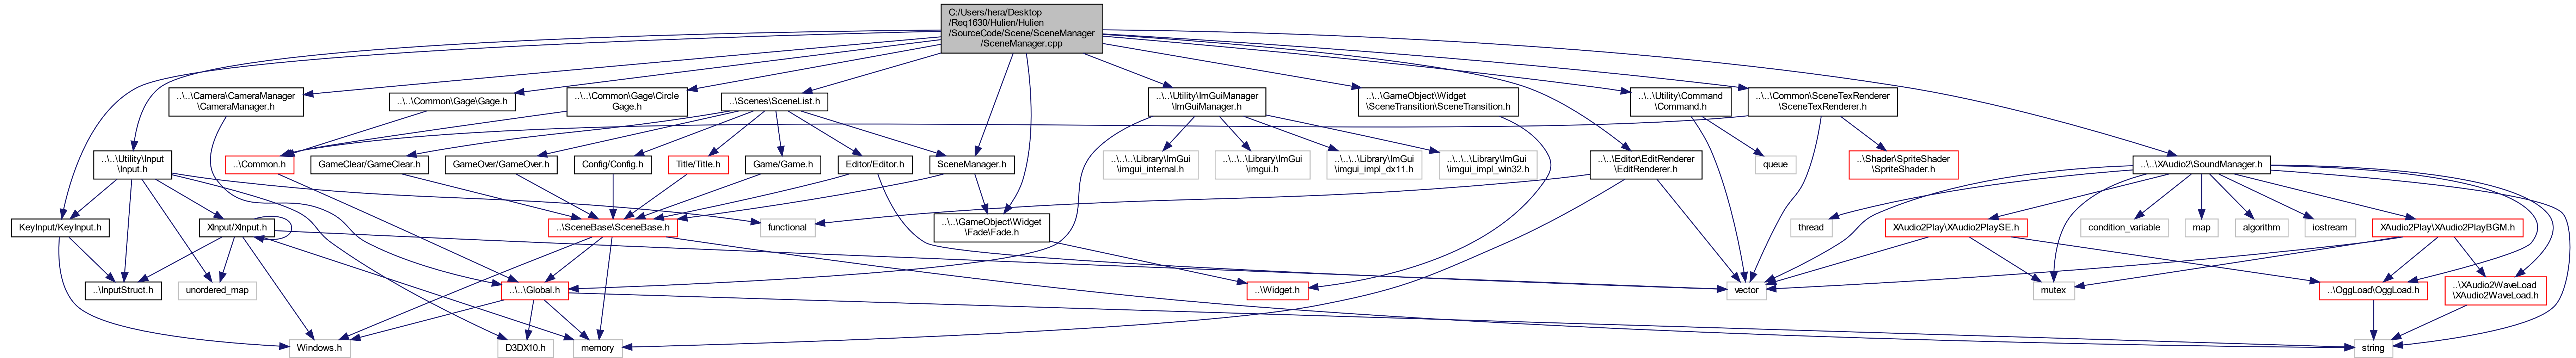 C:/Users/hera/Desktop
/Req1630/Hulien/Hulien
/SourceCode/Scene/SceneManager
/SceneManager.cpp
..\..\Camera\CameraManager
\CameraManager.h
..\..\Common\Gage\Gage.h
..\..\Common\Gage\Circle
Gage.h
..\Scenes\SceneList.h
..\..\Utility\ImGuiManager
\ImGuiManager.h
..\..\GameObject\Widget
\SceneTransition\SceneTransition.h
..\..\Utility\Command
\Command.h
..\..\Common\SceneTexRenderer
\SceneTexRenderer.h
..\..\Utility\Input
\Input.h
..\Common.h
GameClear/GameClear.h
GameOver/GameOver.h
Config/Config.h
Title/Title.h
Game/Game.h
Editor/Editor.h
SceneManager.h
..\..\..\Library\ImGui
\imgui_internal.h
..\..\..\Library\ImGui
\imgui.h
..\..\..\Library\ImGui
\imgui_impl_dx11.h
..\..\..\Library\ImGui
\imgui_impl_win32.h
..\..\Editor\EditRenderer
\EditRenderer.h
queue
..\Shader\SpriteShader
\SpriteShader.h
..\..\XAudio2\SoundManager.h
KeyInput/KeyInput.h
XInput/XInput.h
..\SceneBase\SceneBase.h
functional
..\..\GameObject\Widget
\Fade\Fade.h
thread
XAudio2Play\XAudio2PlaySE.h
condition_variable
map
algorithm
iostream
XAudio2Play\XAudio2PlayBGM.h
..\InputStruct.h
unordered_map
..\..\Global.h
..\Widget.h
vector
mutex
..\OggLoad\OggLoad.h
..\XAudio2WaveLoad
\XAudio2WaveLoad.h
Windows.h
D3DX10.h
memory
string